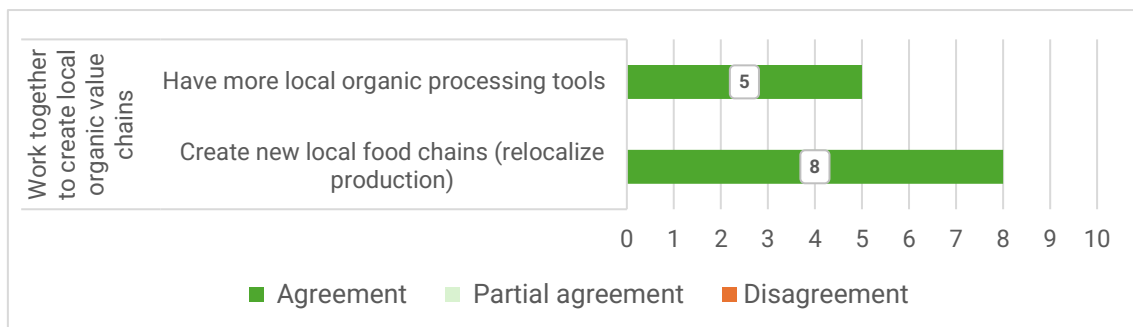 Work together
to create local
organic value
chains
Have more local organic processing tools
5
Create new local food chains (relocalize
production)
8
0 1 2 3 4 5 6 7 8 9 10
Agreement Partial agreement Disagreement